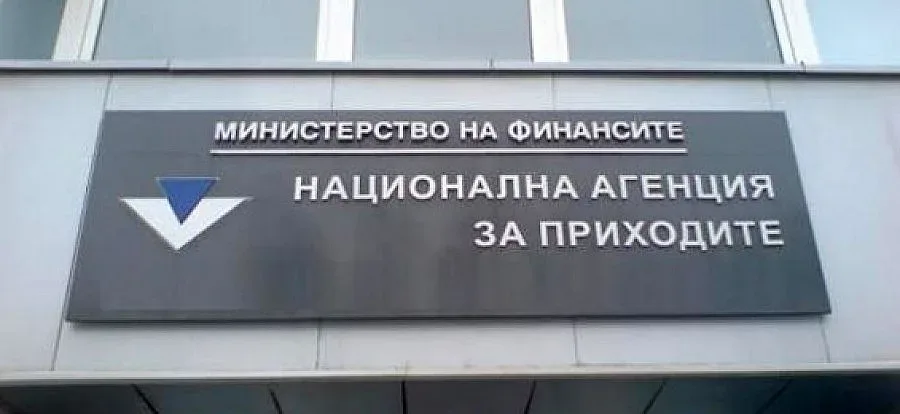 МИНИСТЕРСТВО НА ФИНАНСИТЕ
НАЦИОНАЛНА АГЕНЦИЯ
ЗА ПРИХОДИТЕ